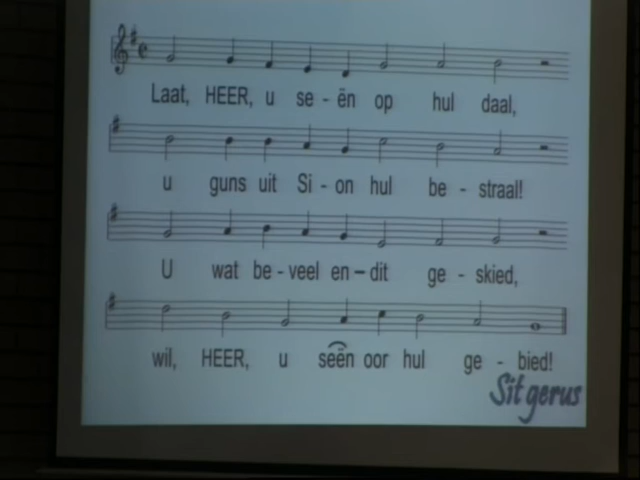 Laat, HEER, u se - ën op hul daal,
u guns uit Si - on hul be - straal!
U wat be - veel en - dit ge - skied,
wil, HEER, u seën oor hul ge - bied!
Sit gerus